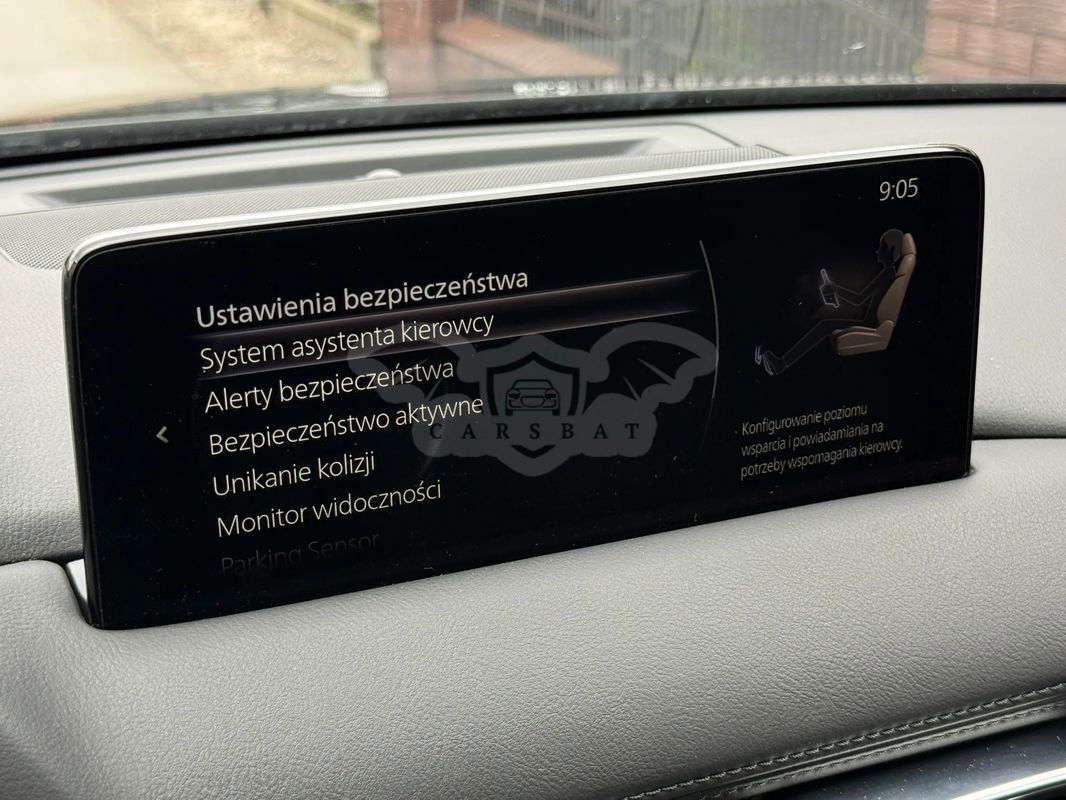 9:05
Ustawienia bezpieczeństwa
System asystenta kierowcy
Alerty bezpieczeństwa
Bezpieczeństwo aktywne
Unikanie kolizji
Monitor widoczności
Parking Sensor
Konfigurowanie poziomu
wsparcia i powiadamiania na
potrzeby wspomagania kierowcy.
CARSBAT